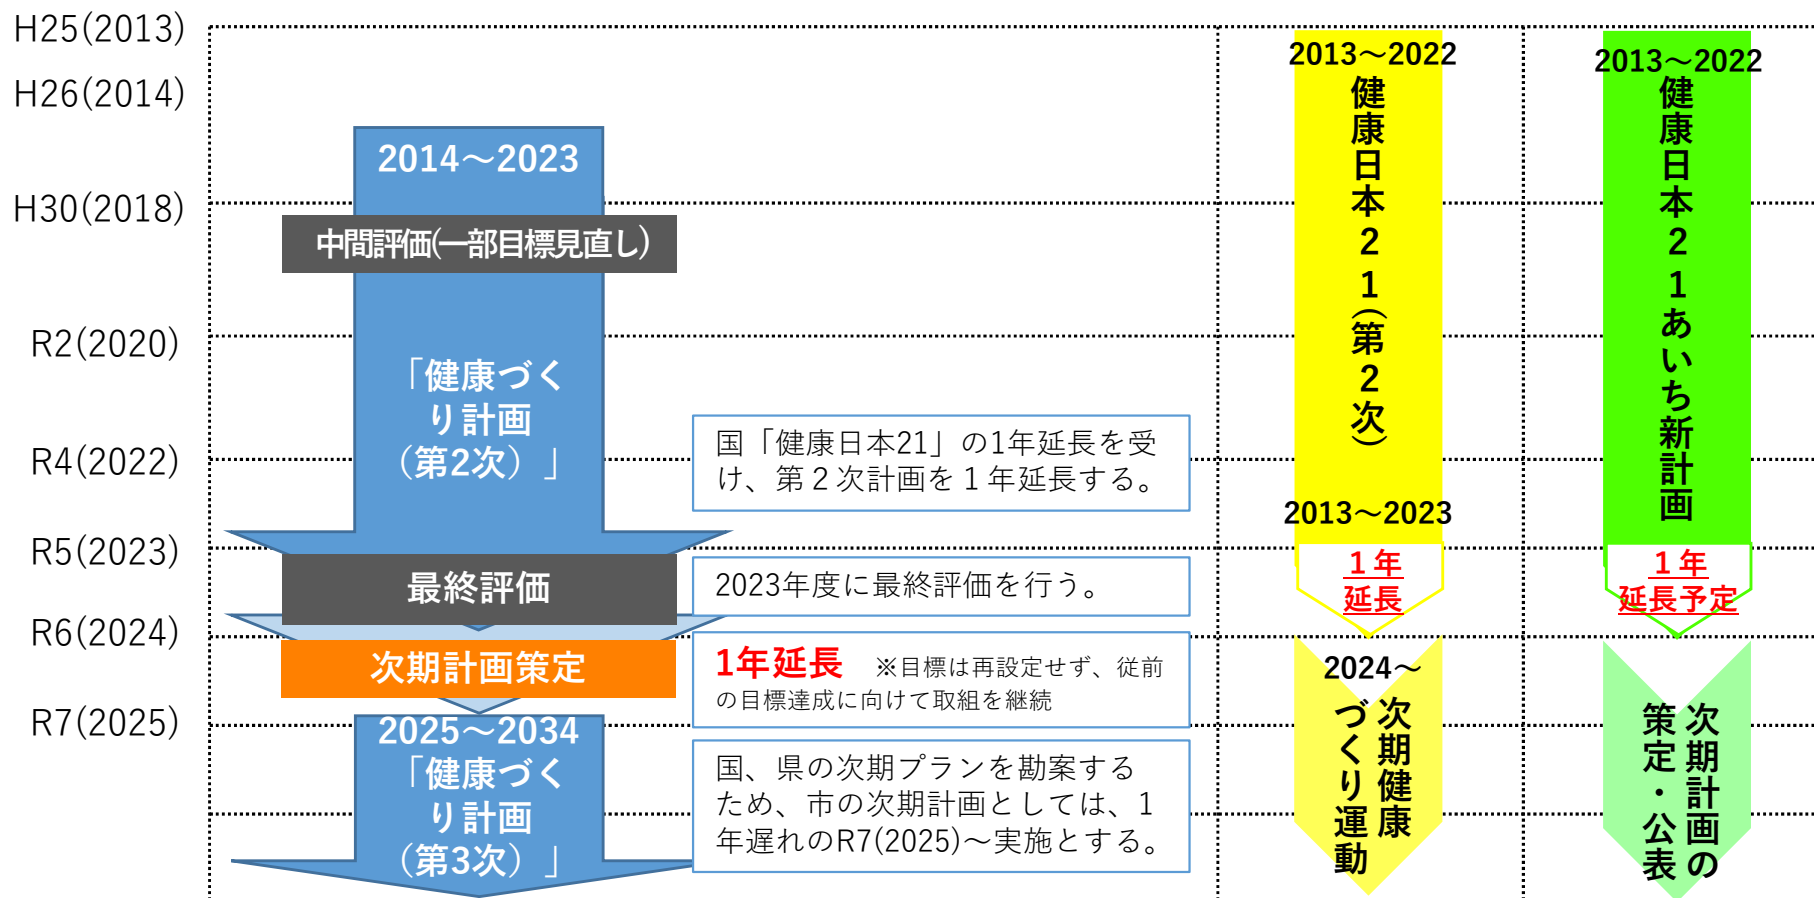 H25(2013)
H26(2014)
H30(2018)
R2(2020)
R4(2022)
R5(2023)
R6(2024)
R7(2025)
2014～2023
中間評価(一部目標見直し)
「健康づく
り計画
（第2次）」
最終評価
次期計画策定
2025～2034
「健康づく
り計画
（第3次）」
国「健康日本21」の1年延長を受
け、第２次計画を１年延長する。
2023年度に最終評価を行う。
1年延長　※目標は再設定せず、従前
の目標達成に向けて取組を継続
国、県の次期プランを勘案する
ため、市の次期計画としては、1
年遅れのR7(2025)～実施とする。
2013～2022
健康日本２１（第２次）
2013～2023
１年
延長
2024～
次期健康
づくり運動
2013～2022
健康日本２１あいち新計画
１年
延長予定
次期計画の
策定・公表